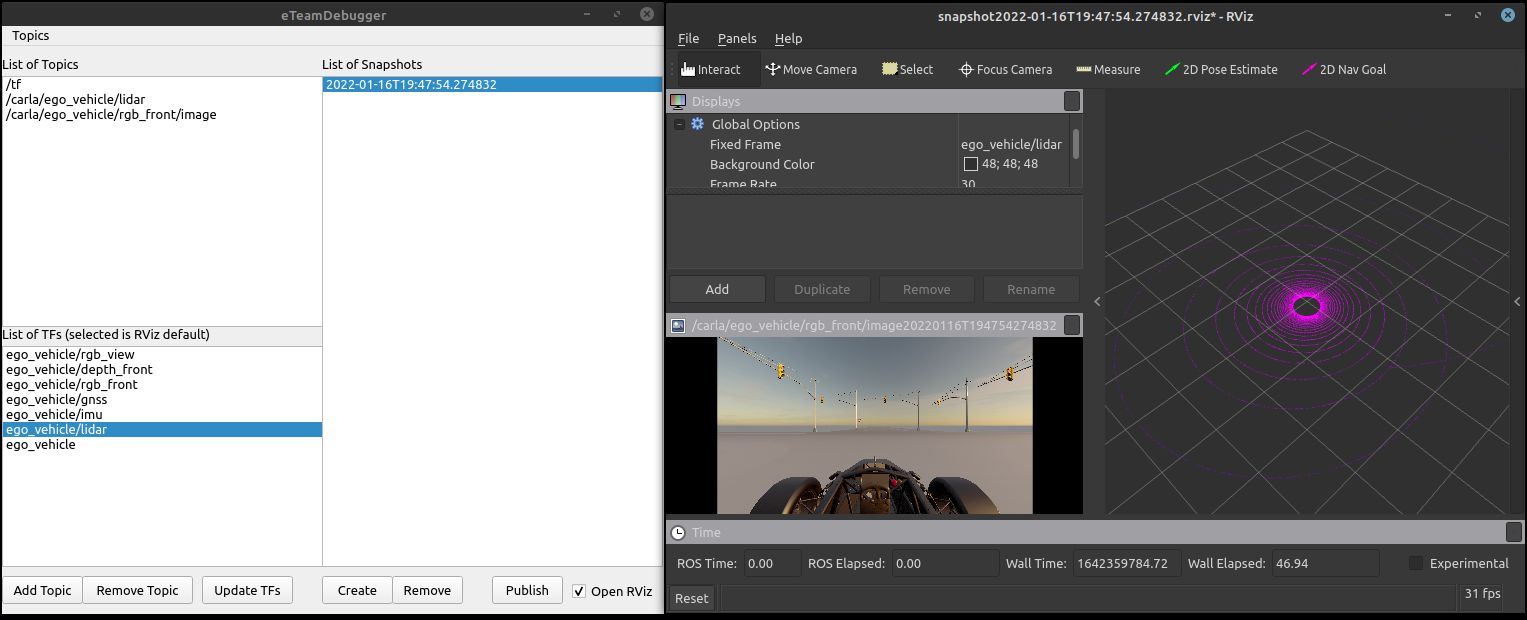 eTeamDebugger
Topics
List of Topics
/tf
/carla/ego_vehicle/lidar
/carla/ego_vehicle/rgb_front/image
List of Snapshots
2022-01-16T19:47:54.274832
List of TFs (selected is RViz default)
ego_vehicle/rgb_view
ego_vehicle/depth_front
ego_vehicle/rgb_front
ego_vehicle/gnss
ego_vehicle/imu
ego_vehicle/lidar
ego_vehicle
Add Topic Remove Topic Update TFs Create Remove Publish Open RViz
snapshot2022-01-16T19:47:54.274832.rviz* - RViz
File Panels Help
Interact Move Camera Select Focus Camera Measure 2D Pose Estimate 2D Nav Goal
Displays
Global Options
Fixed Frame ego_vehicle/lidar
Background Color 48; 48; 48
Frame Rate 30
Add Duplicate Remove Rename
/carla/ego_vehicle/rgb_front/image20220116T194754274832
Time
ROS Time: 0.00 ROS Elapsed: 0.00 Wall Time: 1642359784.72 Wall Elapsed: 46.94 Experimental
Reset 31 fps